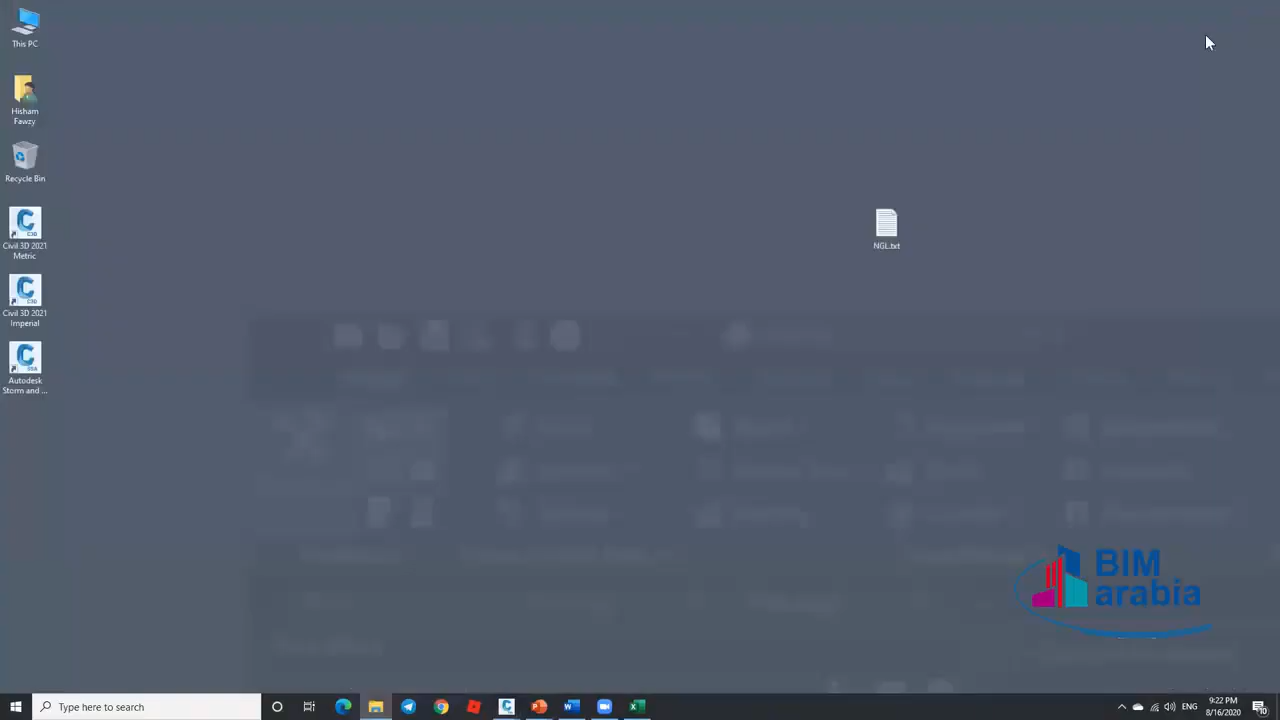 This PC
Hisham
Fawzy
Recycle Bin
Civil 3D 2021
Metric
Civil 3D 2021
Imperial
Autodesk
Storm and ...
NGL.txt
BIM
arabia
Type here to search
ENG
9:22 PM
8/16/2020
10